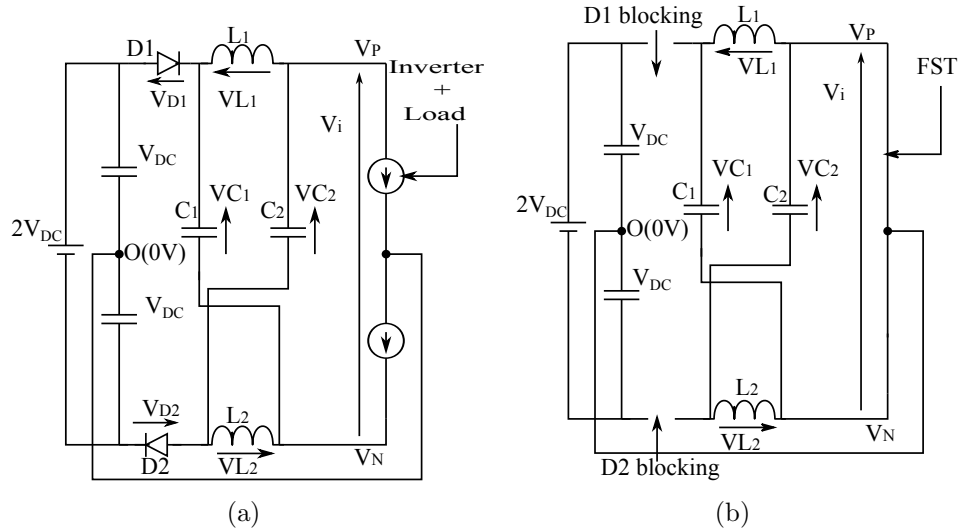 D1
L1
VP
VD1
VL1
Inverter
+
Load
Vi
VDC
C1
VC1
C2
VC2
2VDC
O(0V)
VDC
VD2
L2
D2
VL2
VN
(a)
D1 blocking
L1
VP
VL1
FST
Vi
VDC
VC1
VC2
C1
C2
2VDC
O(0V)
VDC
L2
VL2
VN
D2 blocking
(b)